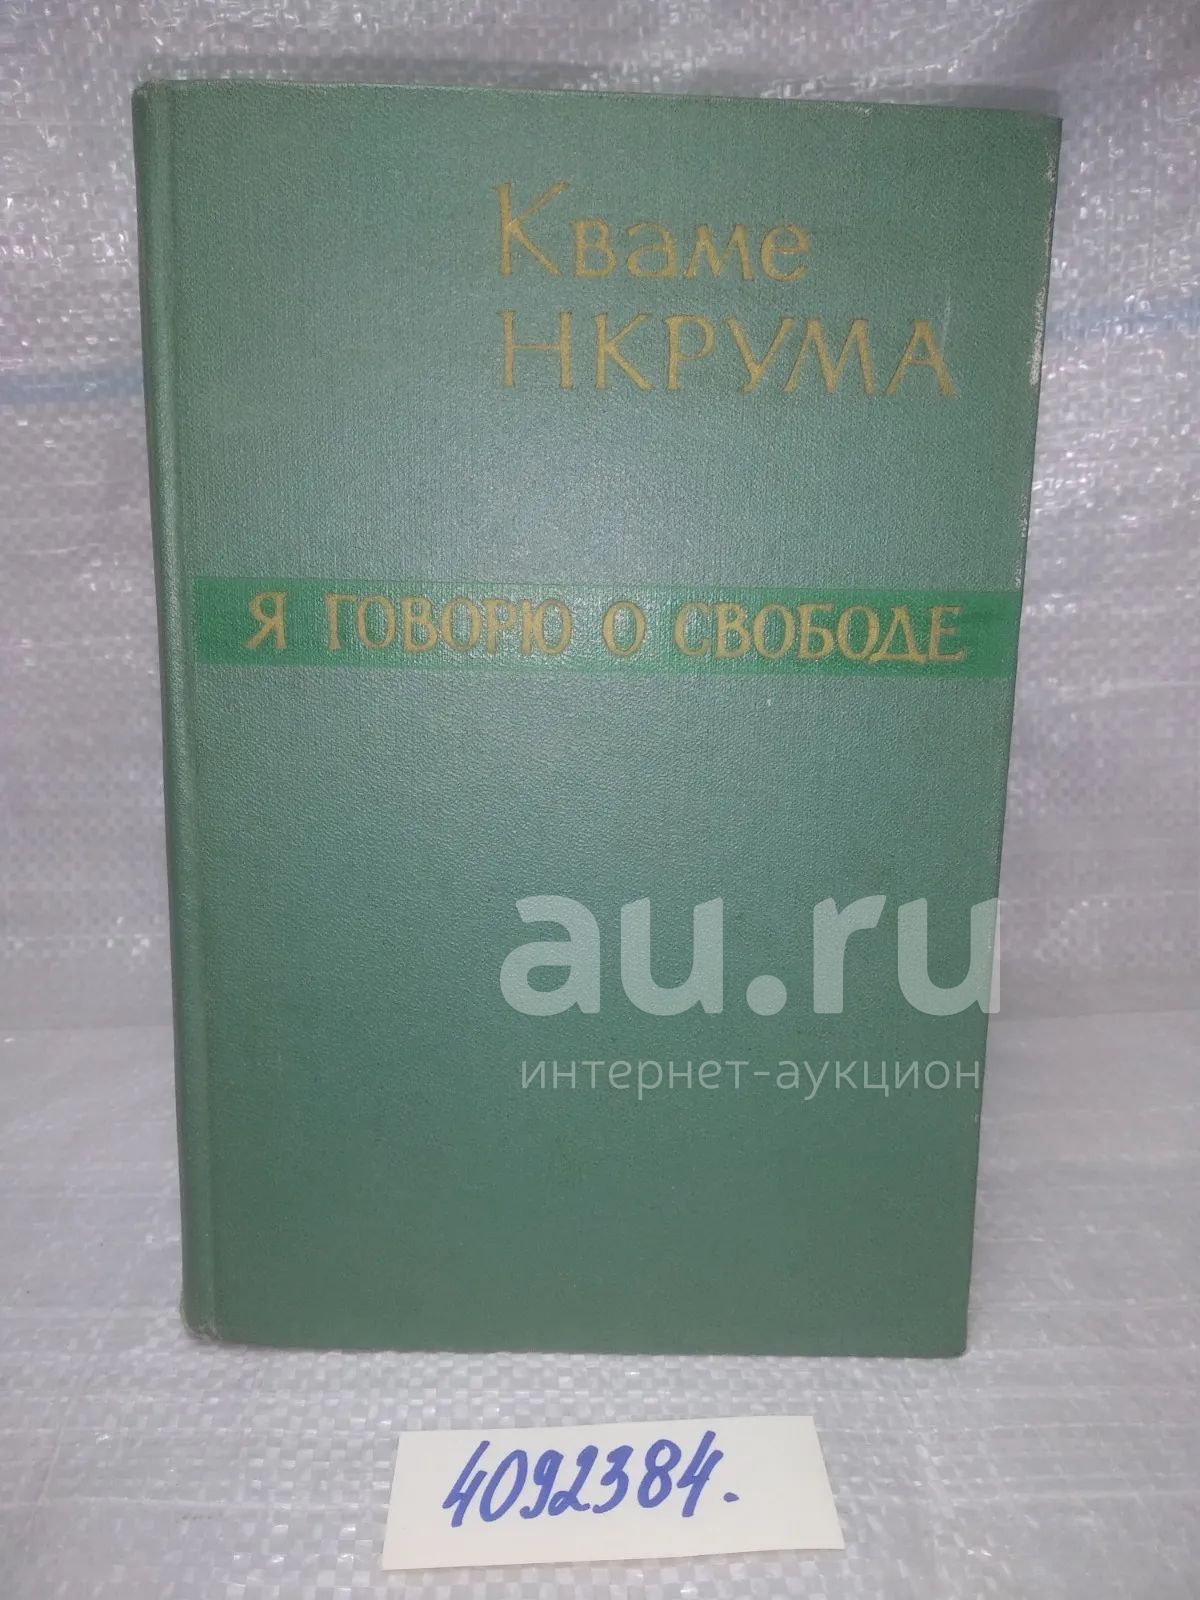 Кваме
НКРУМА
Я ГОВОРЮ О СВОБОДЕ
au.ru
интернет-аукцион
4092384.